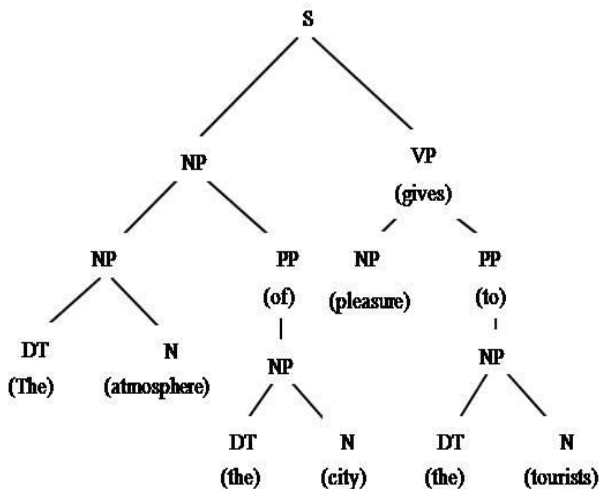 S
NP VP
(gives)
NP PP NP PP
(of) (pleasure) (to)
DT N NP NP
(The) (atmosphere)
DT N DT N
(the) (city) (the) (tourists)